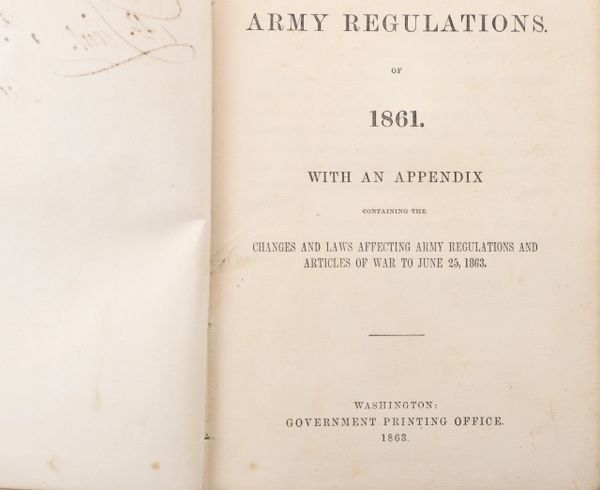 ARMY REGULATIONS.
OF
1861.
WITH AN APPENDIX
CONTAINING THE
CHANGES AND LAWS AFFECTING ARMY REGULATIONS AND
ARTICLES OF WAR TO JUNE 25, 1863.
WASHINGTON:
GOVERNMENT PRINTING OFFICE.
1863.